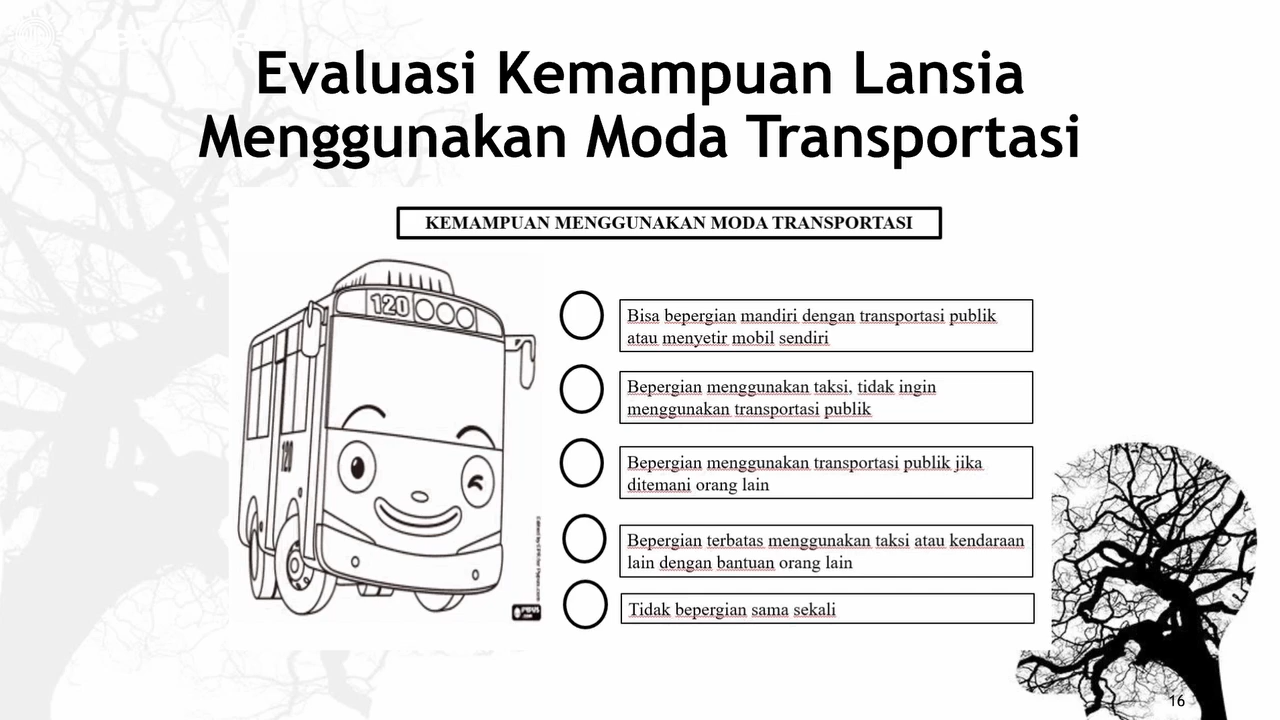 Evaluasi Kemampuan Lansia
Menggunakan Moda Transportasi
KEMAMPUAN MENGGUNAKAN MODA TRANSPORTASI
120
120
Bisa bepergian mandiri dengan transportasi publik
atau menyetir mobil sendiri
Bepergian menggunakan taksi, tidak ingin
menggunakan transportasi publik
Bepergian menggunakan transportasi publik jika
ditemani orang lain
Bepergian terbatas menggunakan taksi atau kendaraan
lain dengan bantuan orang lain
Tidak bepergian sama sekali
16